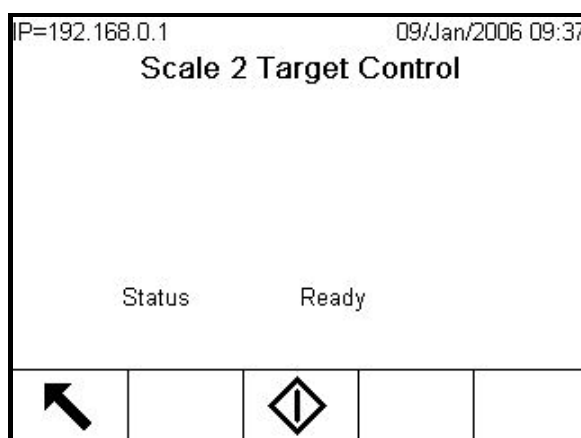 IP=192.168.0.1 09/Jan/2006 09:37
Scale 2 Target Control
Status Ready